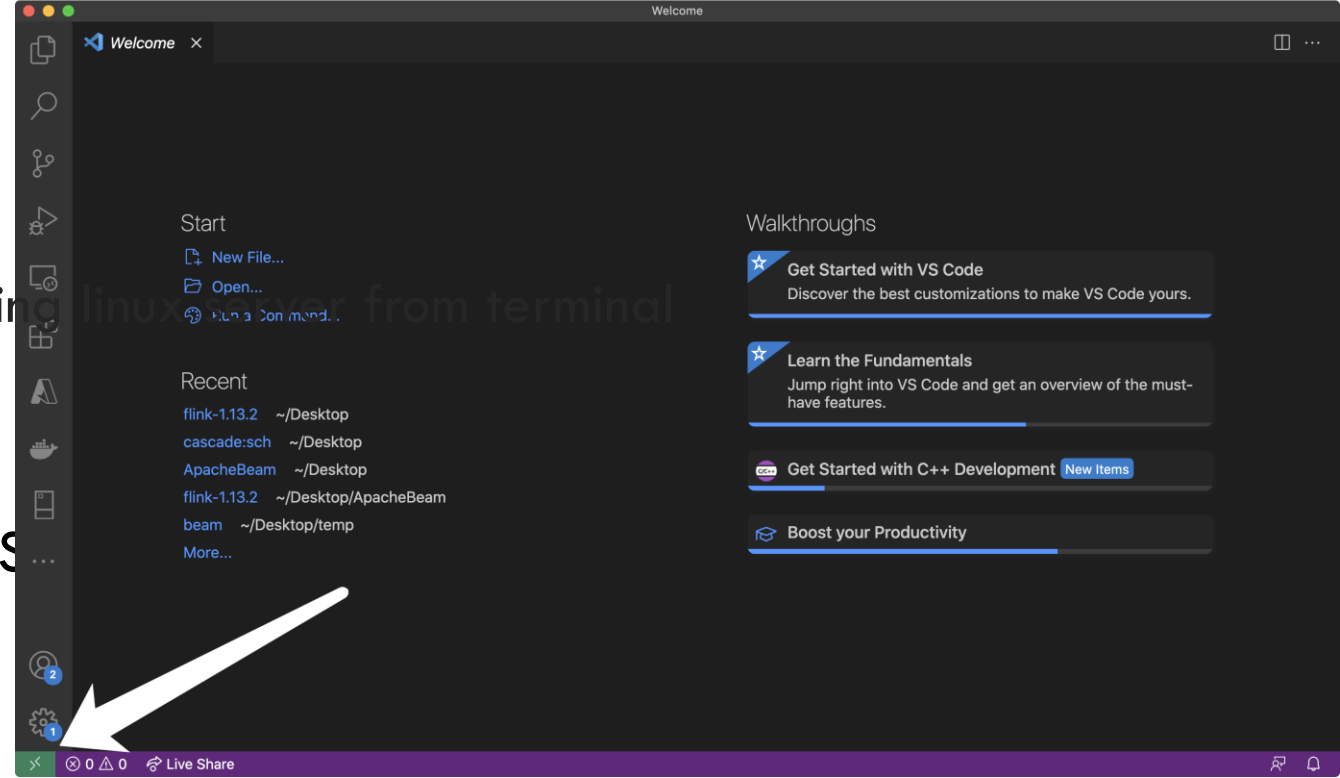 Welcome
Welcome
Start
New File...
Open...
ing linux server from terminal
Run a Command...
Recent
flink-1.13.2 ~/Desktop
cascade:sch ~/Desktop
ApacheBeam ~/Desktop
flink-1.13.2 ~/Desktop/ApacheBeam
beam ~/Desktop/temp
More...
Walkthroughs
Get Started with VS Code
Discover the best customizations to make VS Code yours.
Learn the Fundamentals
Jump right into VS Code and get an overview of the must-
have features.
C/C++ Get Started with C++ Development New Items
Boost your Productivity
S
2
1
0 0 Live Share